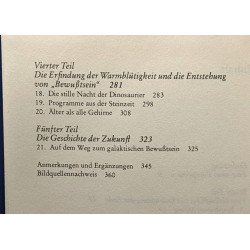 Vierter Teil
Die Erfindung der Warmblütigkeit und die Entstehung
von „Bewußtsein" 281
18. Die stille Nacht der Dinosaurier 283
19. Programme aus der Steinzeit 298
20. Älter als alle Gehirne 308
Fünfter Teil
Die Geschichte der Zukunft 323
21. Auf dem Weg zum galaktischen Bewußtsein 325
Anmerkungen und Ergänzungen 345
Bildquellennachweis 360